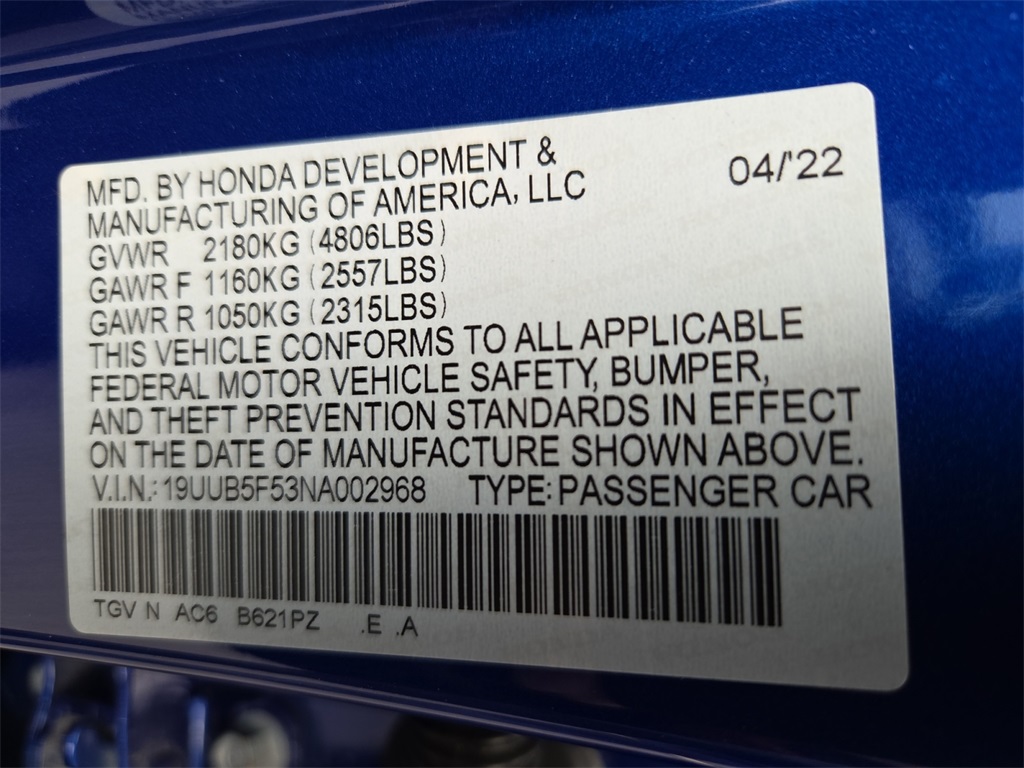 MFD. BY HONDA DEVELOPMENT & 04/'22
MANUFACTURING OF AMERICA, LLC
GVWR 2180KG (4806LBS)
GAWR F 1160KG (2557LBS)
GAWR R 1050KG (2315LBS)
THIS VEHICLE CONFORMS TO ALL APPLICABLE
FEDERAL MOTOR VEHICLE SAFETY, BUMPER,
AND THEFT PREVENTION STANDARDS IN EFFECT
ON THE DATE OF MANUFACTURE SHOWN ABOVE.
V.I.N.: 19UUB5F53NA002968 TYPE: PASSENGER CAR
TGV N AC6 B621PZ .E .A